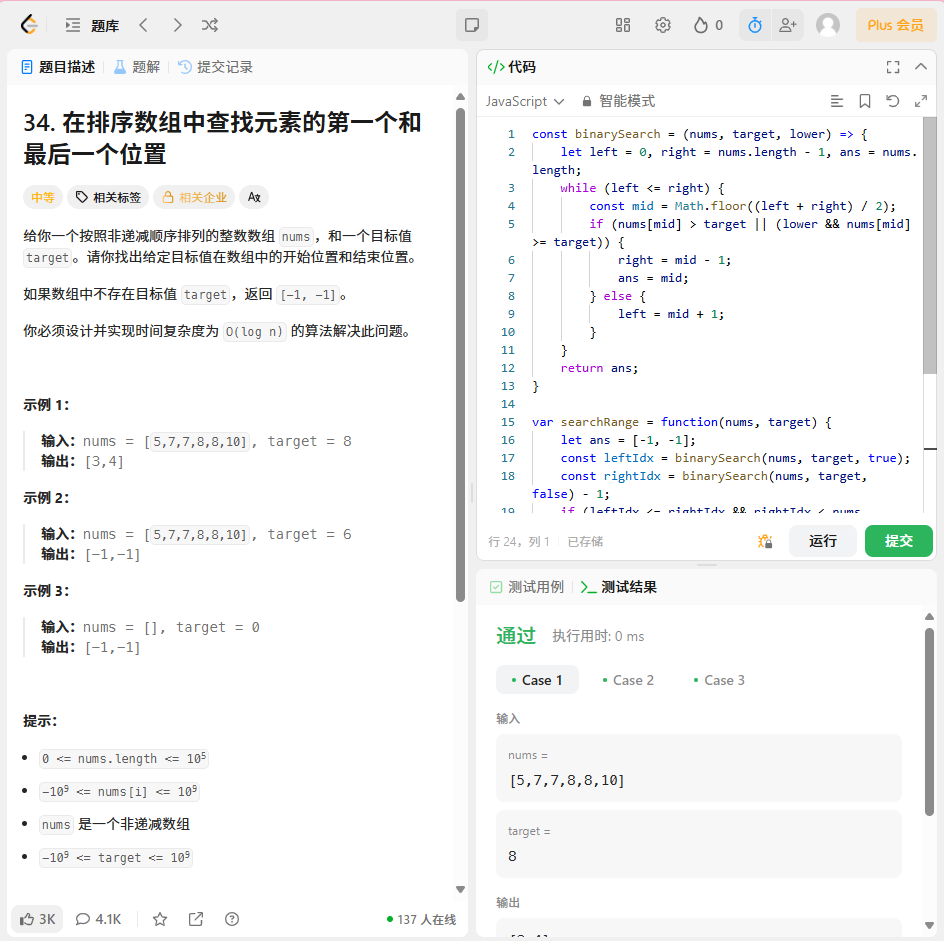 题库
0
Plus 会员
题目描述
题解
提交记录
34. 在排序数组中查找元素的第一个和
最后一个位置
中等
相关标签
相关企业
给你一个按照非递减顺序排列的整数数组 nums，和一个目标值
target。请你找出给定目标值在数组中的开始位置和结束位置。
如果数组中不存在目标值 target，返回 [-1, -1]。
你必须设计并实现时间复杂度为 O(log n) 的算法解决此问题。
示例 1：
输入：nums = [5,7,7,8,8,10], target = 8
输出：[3,4]
示例 2：
输入：nums = [5,7,7,8,8,10], target = 6
输出：[-1,-1]
示例 3：
输入：nums = [], target = 0
输出：[-1,-1]
提示：
0 <= nums.length <= 10⁵
-10⁹ <= nums[i] <= 10⁹
nums 是一个非递减数组
-10⁹ <= target <= 10⁹
3K
4.1K
137 人在线
</> 代码
JavaScript
智能模式
1 const binarySearch = (nums, target, lower) => {
2 let left = 0, right = nums.length - 1, ans = nums.
length;
3 while (left <= right) {
4 const mid = Math.floor((left + right) / 2);
5 if (nums[mid] > target || (lower && nums[mid]
>= target)) {
6 right = mid - 1;
7 ans = mid;
8 } else {
9 left = mid + 1;
10 }
11 }
12 return ans;
13 }
14
15 var searchRange = function(nums, target) {
16 let ans = [-1, -1];
17 const leftIdx = binarySearch(nums, target, true);
18 const rightIdx = binarySearch(nums, target,
false) - 1;
19 if (leftIdx <= rightIdx && rightIdx < nums.
行 24，列 1
已存储
运行
提交
测试用例
测试结果
通过
执行用时: 0 ms
Case 1
Case 2
Case 3
输入
nums =
[5,7,7,8,8,10]
target =
8
输出
[3,4]